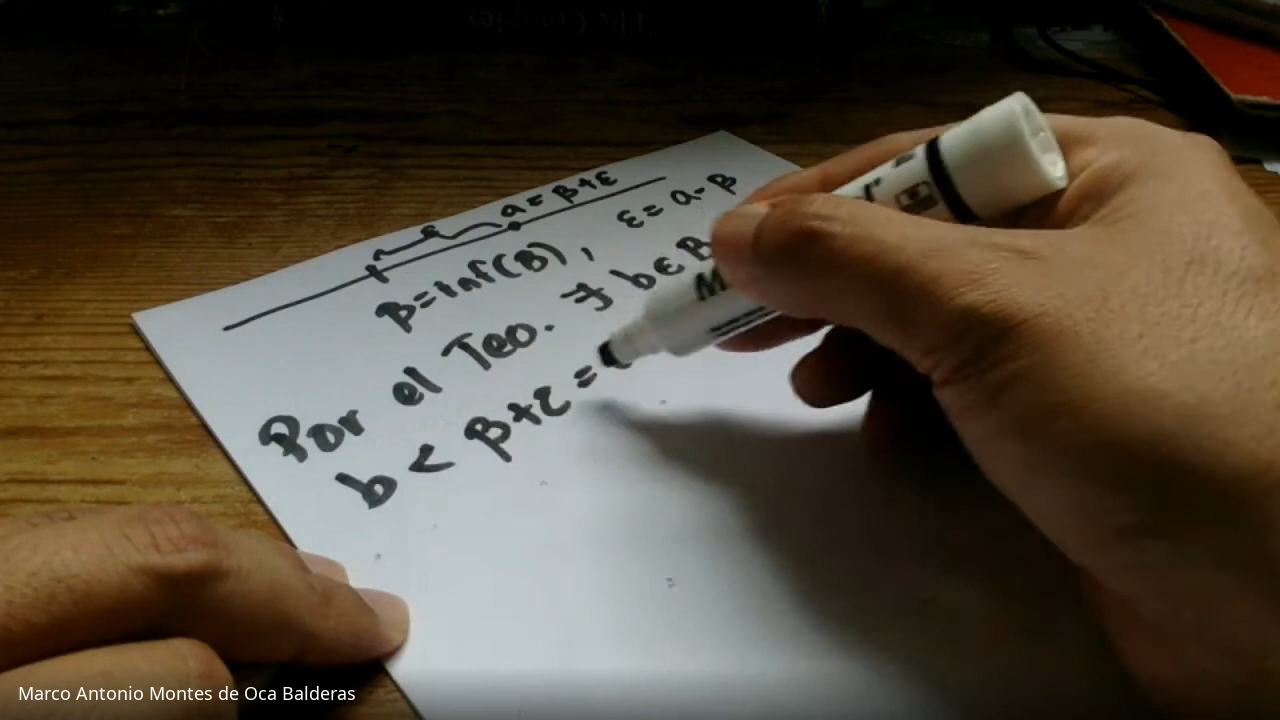 a = β+ε
ε
β = inf(B), ε = a - β
Por el Teo. ∃ b ∈ B
b < β+ε =
Marco Antonio Montes de Oca Balderas